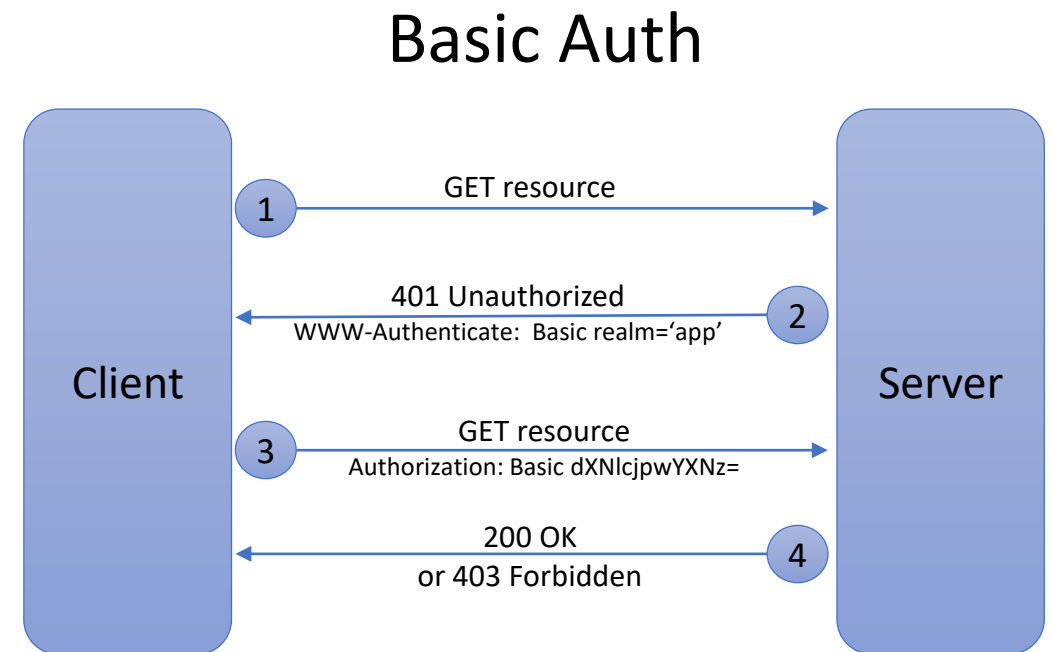 Basic Auth
Client
Server
1
GET resource
401 Unauthorized
WWW-Authenticate: Basic realm=‘app’
2
3
GET resource
Authorization: Basic dXNlcjpwYXNz=
200 OK
or 403 Forbidden
4